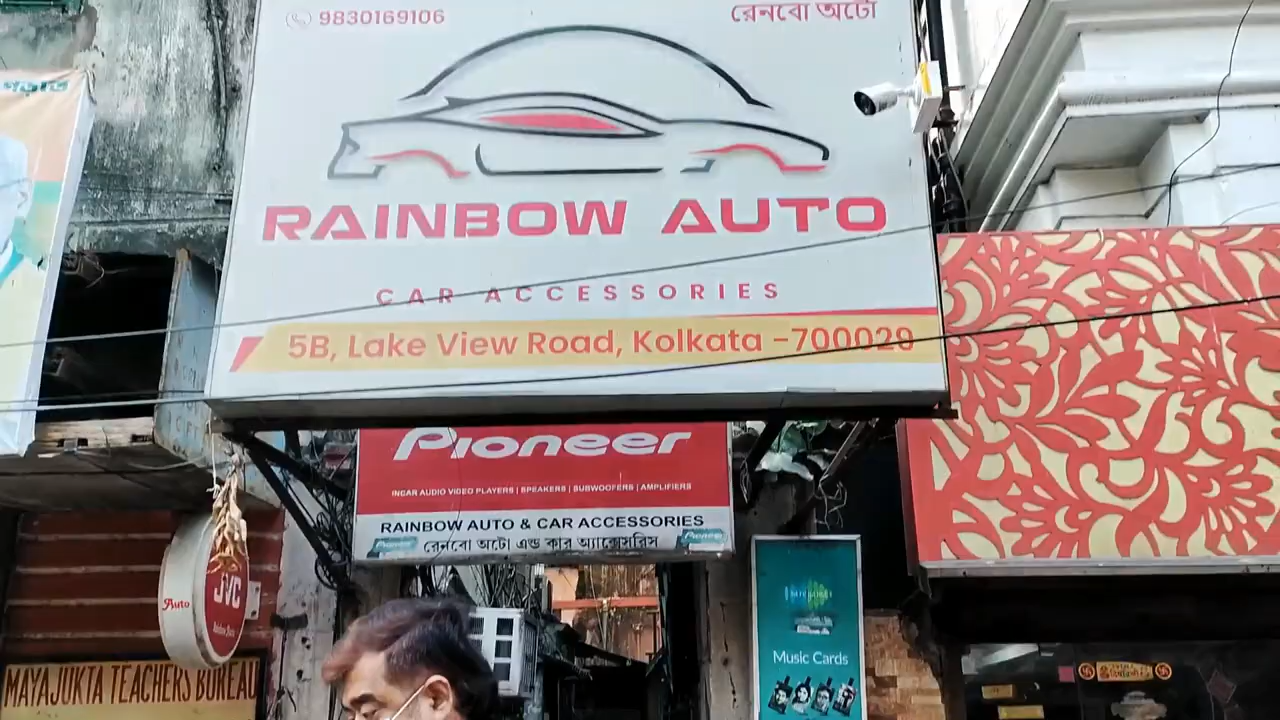 9830169106
রেনবো অটো
RAINBOW AUTO
CAR ACCESSORIES
5B, Lake View Road, Kolkata -700029
Pioneer
INCAR AUDIO VIDEO PLAYERS | SPEAKERS | SUBWOOFERS | AMPLIFIERS
RAINBOW AUTO & CAR ACCESSORIES
রেনবো অটো এন্ড কার অ্যাক্সেসরিস
Pioneer
Pioneer
Auto
JVC
MAYAJUKTA TEACHERS BUREAU
Music Cards